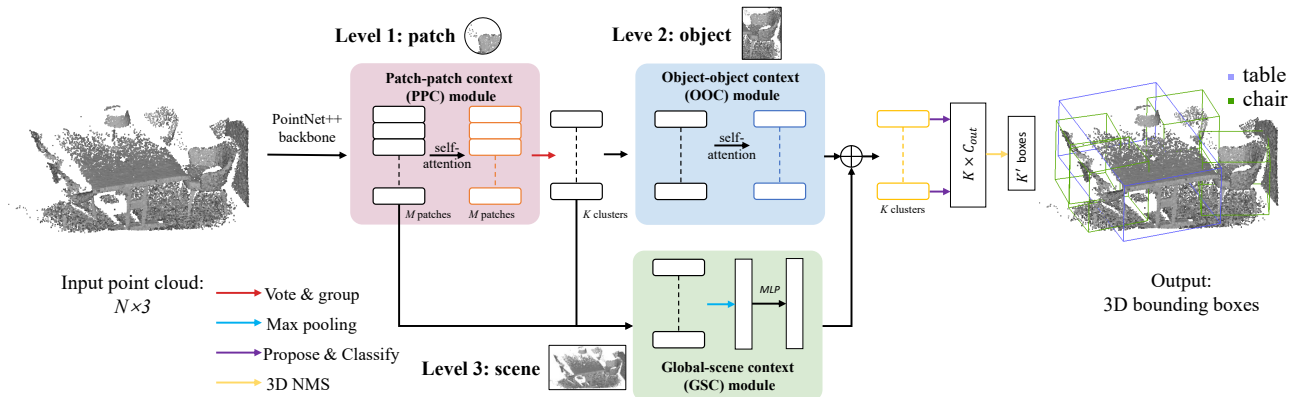 Level 1: patch
Leve 2: object
Patch-patch context
(PPC) module
Object-object context
(OOC) module
table
chair
PointNet++
backbone
self-
attention
self-
attention
M patches
M patches
K clusters
K clusters
K × C_out
K' boxes
Input point cloud:
N×3
Output:
3D bounding boxes
Vote & group
Max pooling
Propose & Classify
3D NMS
MLP
Level 3: scene
Global-scene context
(GSC) module